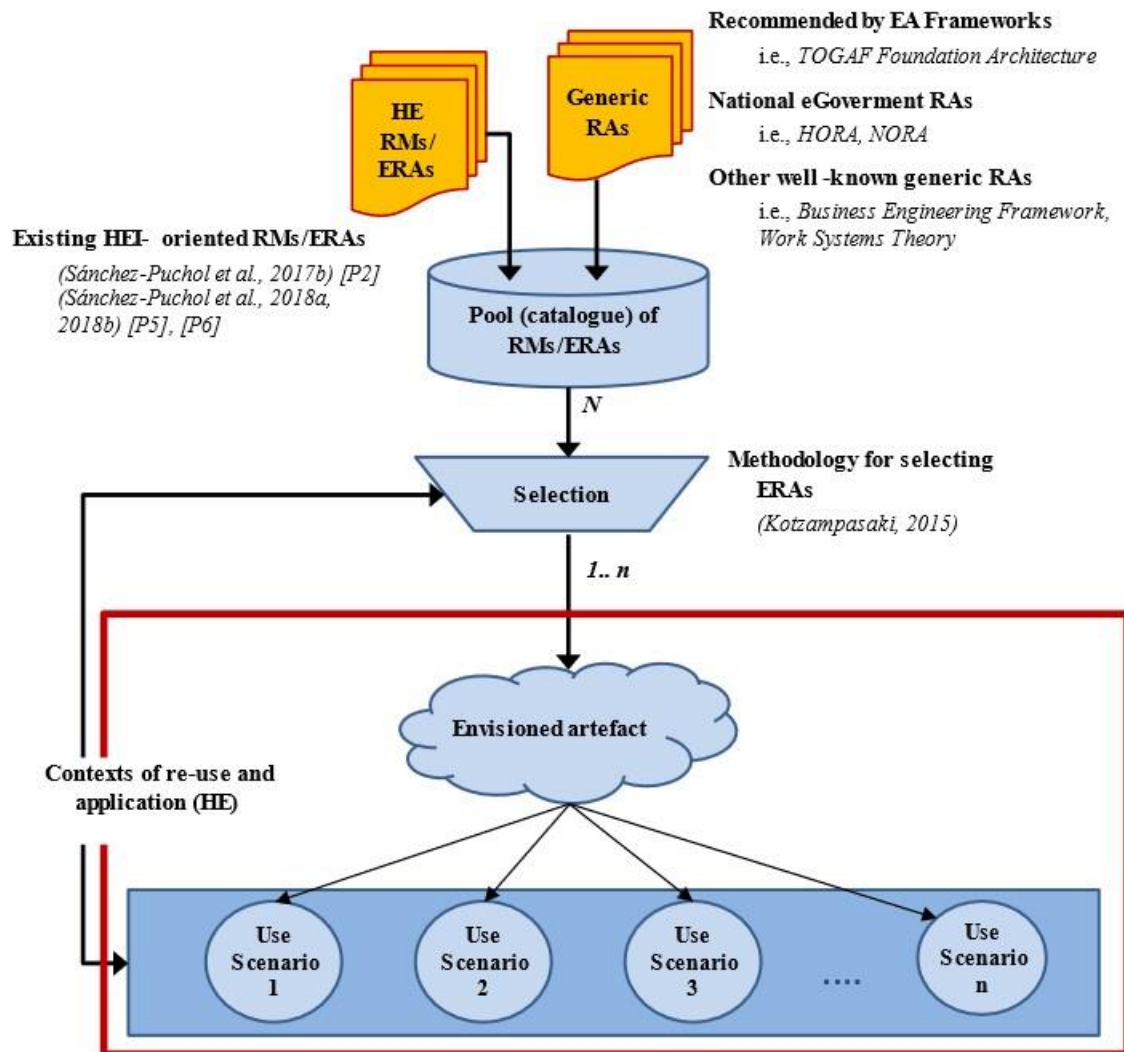 Recommended by EA Frameworks
i.e., TOGAF Foundation Architecture
National eGoverment RAs
i.e., HORA, NORA
Other well -known generic RAs
i.e., Business Engineering Framework,
Work Systems Theory
HE
RMs/
ERAs
Generic
RAs
Existing HEI- oriented RMs/ERAs
(Sánchez-Puchol et al., 2017b) [P2]
(Sánchez-Puchol et al., 2018a,
2018b) [P5], [P6]
Pool (catalogue) of
RMs/ERAs
N
Selection
Methodology for selecting
ERAs
(Kotzampasaki, 2015)
1.. n
Envisioned artefact
Contexts of re-use and
application (HE)
Use
Scenario
1
Use
Scenario
2
Use
Scenario
3
....
Use
Scenario
n